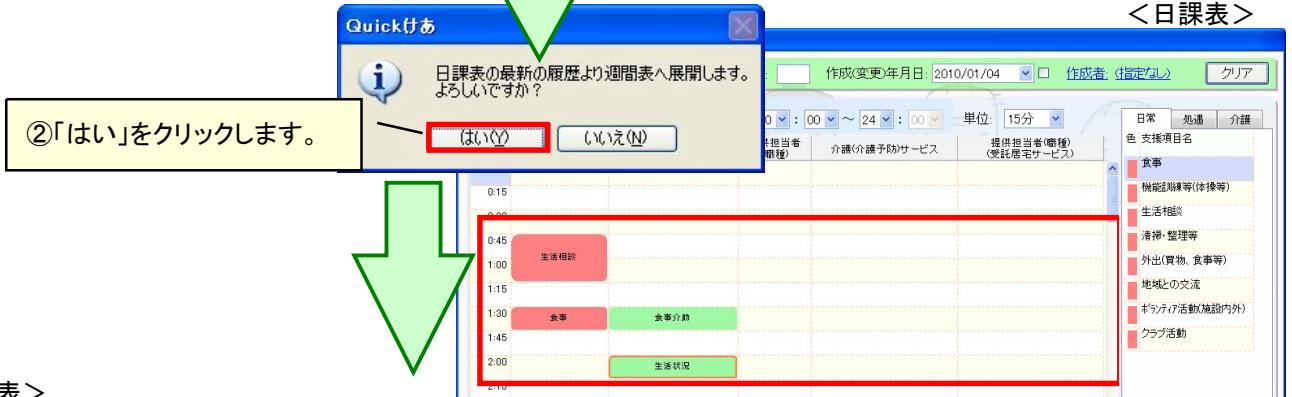 ＜日課表＞
Quickけあ
日課表の最新の履歴より週間表へ展開します。
よろしいですか？
はい(Y)
いいえ(N)
②「はい」をクリックします。
作成(変更)年月日: 2010/01/04
作成者: (指定なし)
クリア
0 : 00 ～ 24 : 00
単位: 15分
日常 処遇 介護
介護(介護予防)サービス
提供担当者(職種)
(受託居宅サービス)
色 支援項目名
食事
機能訓練等(体操等)
生活相談
清掃・整理等
外出(買物、食事等)
地域との交流
ボランティア活動(施設内外)
クラブ活動
0:15
0:45
生活相談
1:00
1:15
1:30 食事 食事介助
1:45
2:00 生活状況
表＞